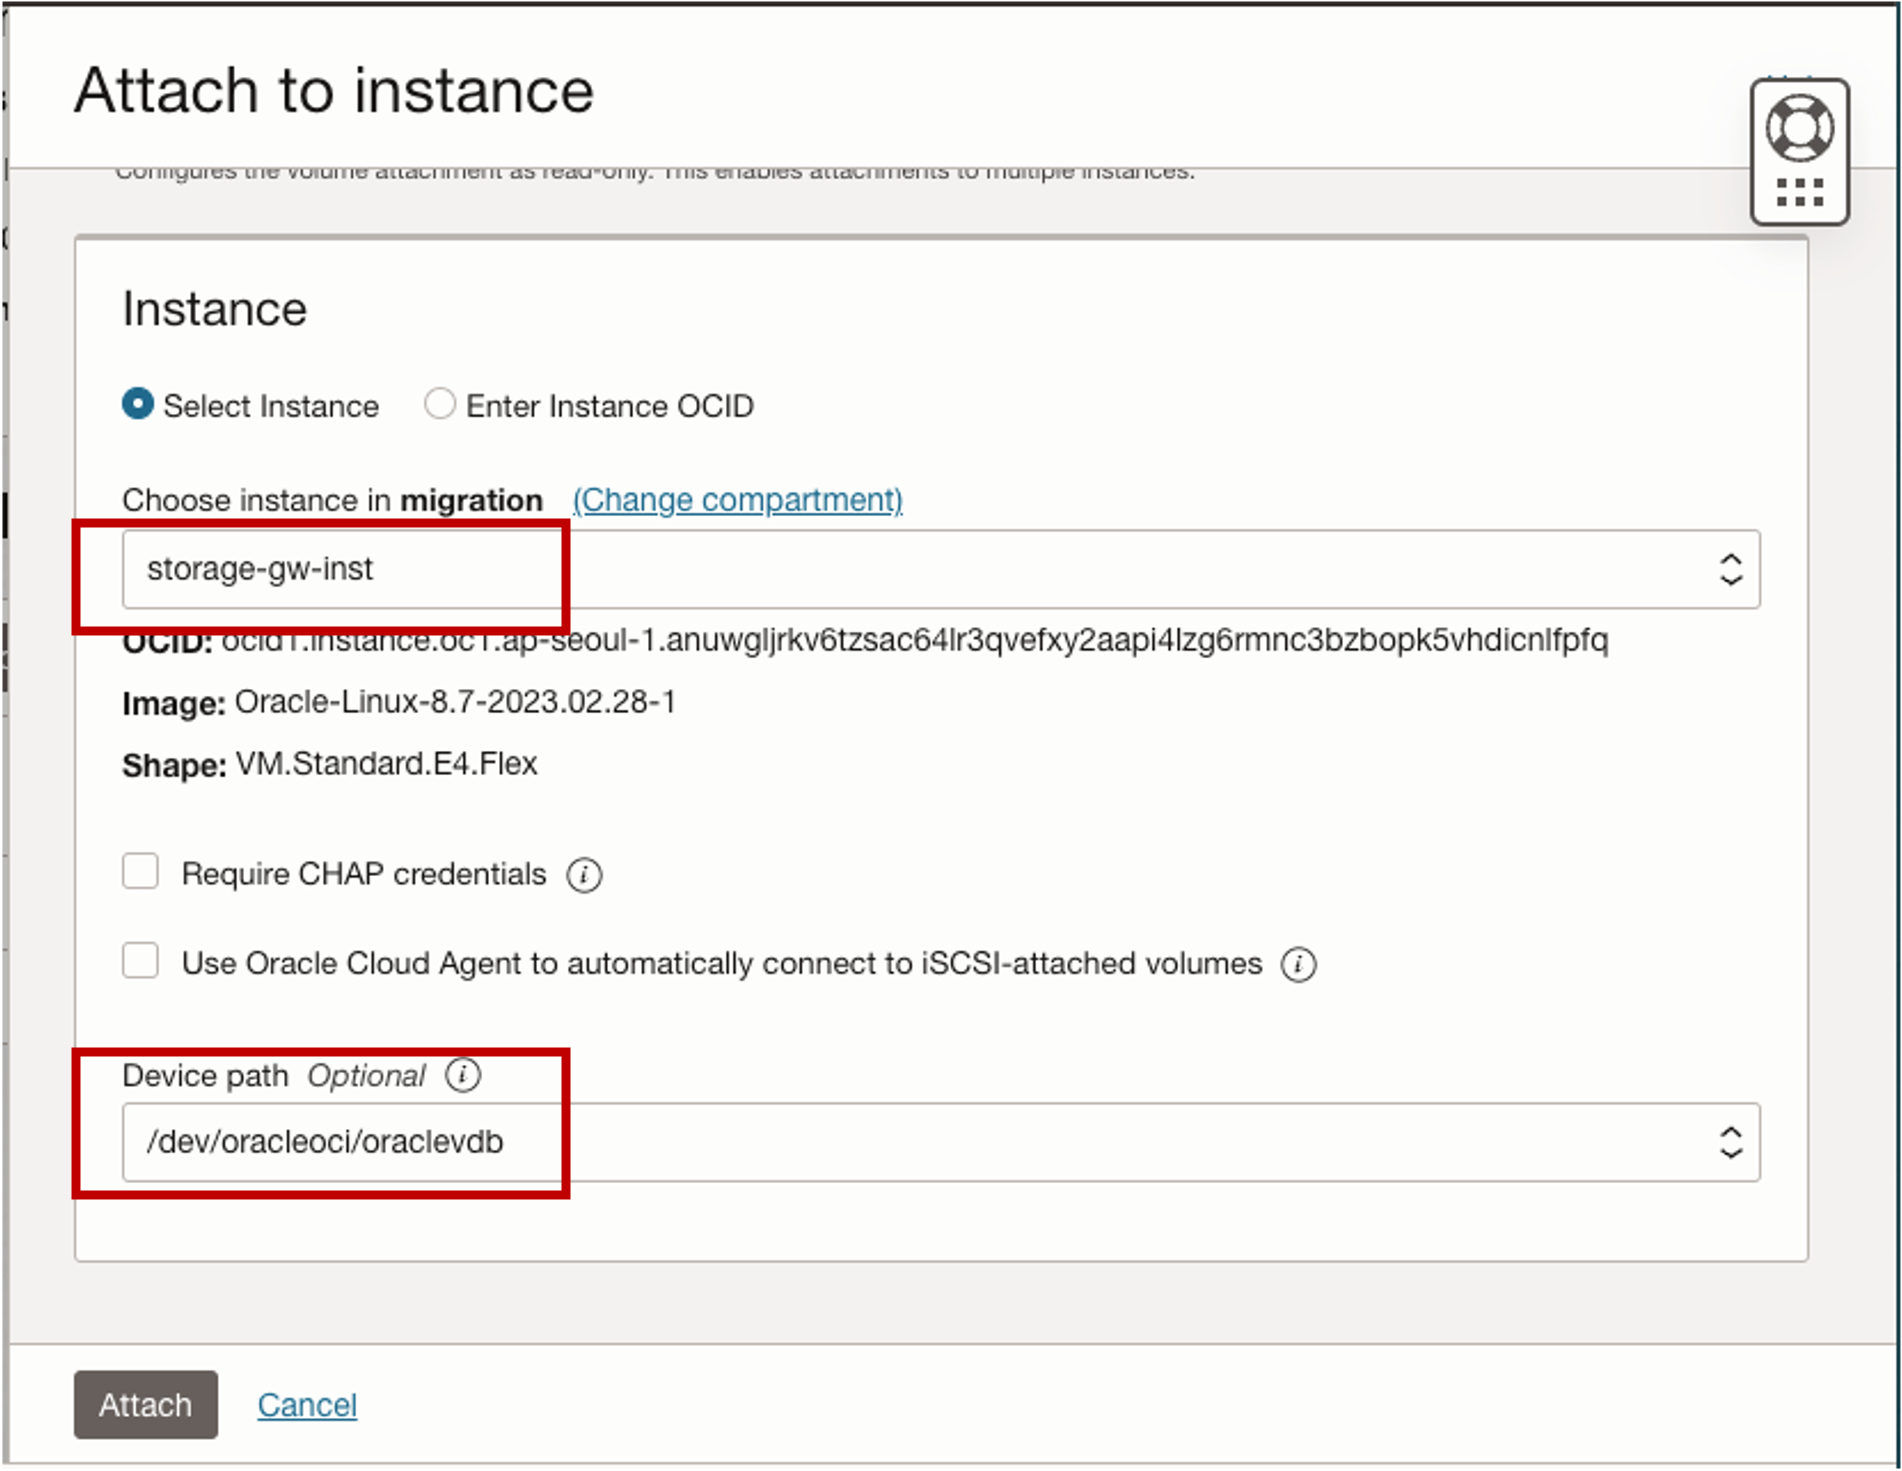 Attach to instance
Configures the volume attachment as read-only. This enables attachments to multiple instances.
Instance
Select Instance Enter Instance OCID
Choose instance in migration (Change compartment)
storage-gw-inst
OCID: ocid1.instance.oc1.ap-seoul-1.anuwgljrkv6tzsac64lr3qvefxy2aapi4lzg6rmnc3bzbopk5vhdicnlfpfq
Image: Oracle-Linux-8.7-2023.02.28-1
Shape: VM.Standard.E4.Flex
Require CHAP credentials
Use Oracle Cloud Agent to automatically connect to iSCSI-attached volumes
Device path Optional
/dev/oracleoci/oraclevdb
Attach Cancel